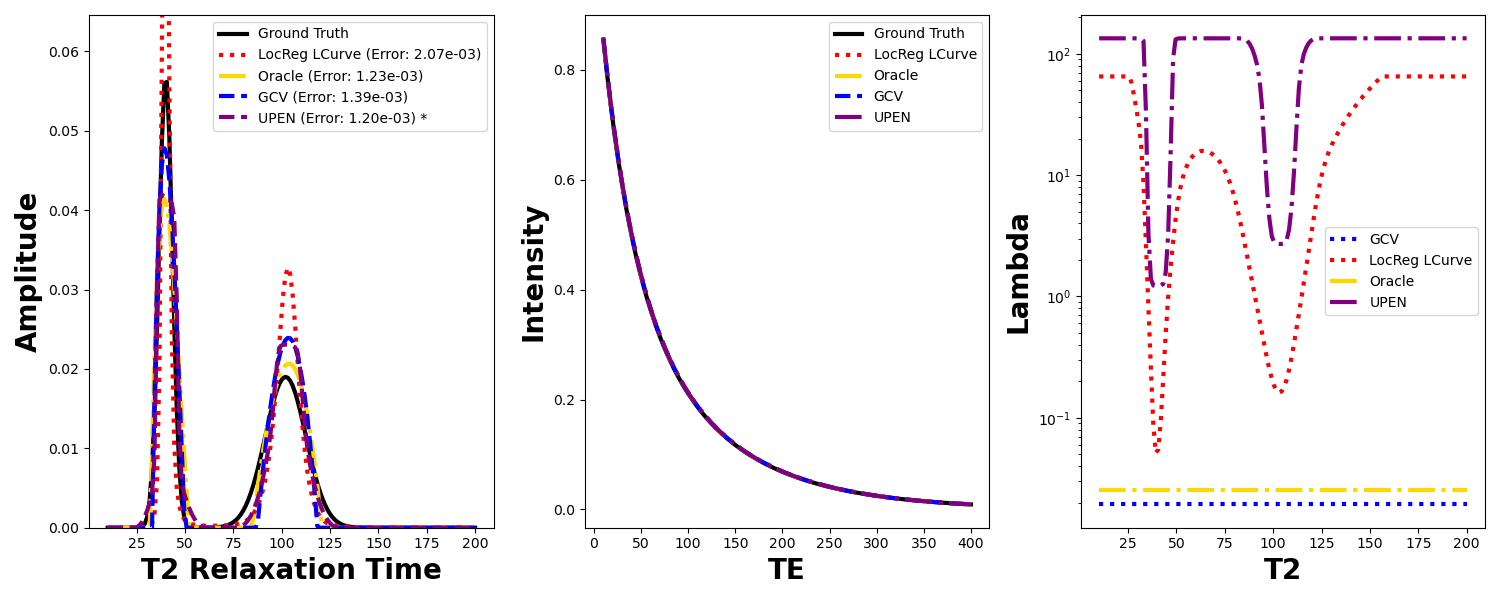 Amplitude
0.06
0.05
0.04
0.03
0.02
0.01
0.00
25 50 75 100 125 150 175 200
T2 Relaxation Time
Ground Truth
LocReg LCurve (Error: 2.07e-03)
Oracle (Error: 1.23e-03)
GCV (Error: 1.39e-03)
UPEN (Error: 1.20e-03) *
Intensity
0.8
0.6
0.4
0.2
0.0
0 50 100 150 200 250 300 350 400
TE
Ground Truth
LocReg LCurve
Oracle
GCV
UPEN
Lambda
10²
10¹
10⁰
10⁻¹
25 50 75 100 125 150 175 200
T2
GCV
LocReg LCurve
Oracle
UPEN